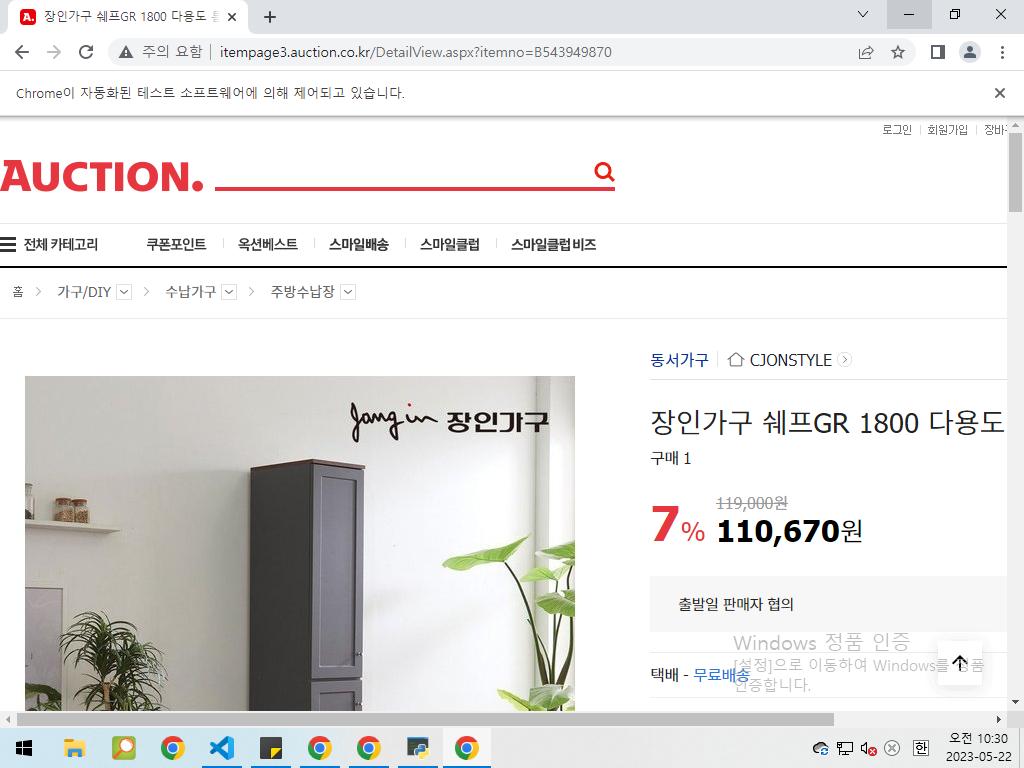 장인가구 쉐프GR 1800 다용도
주의 요함
itempage3.auction.co.kr/DetailView.aspx?itemno=B543949870
Chrome이 자동화된 테스트 소프트웨어에 의해 제어되고 있습니다.
로그인 회원가입
AUCTION.
전체 카테고리 쿠폰포인트 옥션베스트 스마일배송 스마일클럽 스마일클럽 비즈
홈 가구/DIY 수납가구 주방수납장
동서가구 CJONSTYLE
Jangin 장인가구
장인가구 쉐프GR 1800 다용도
구매 1
119,000원
7% 110,670원
출발일 판매자 협의
Windows 정품 인증
[설정]으로 이동하여 Windows를 정품
인증합니다.
택배 - 무료배송
한
오전 10:30
2023-05-22